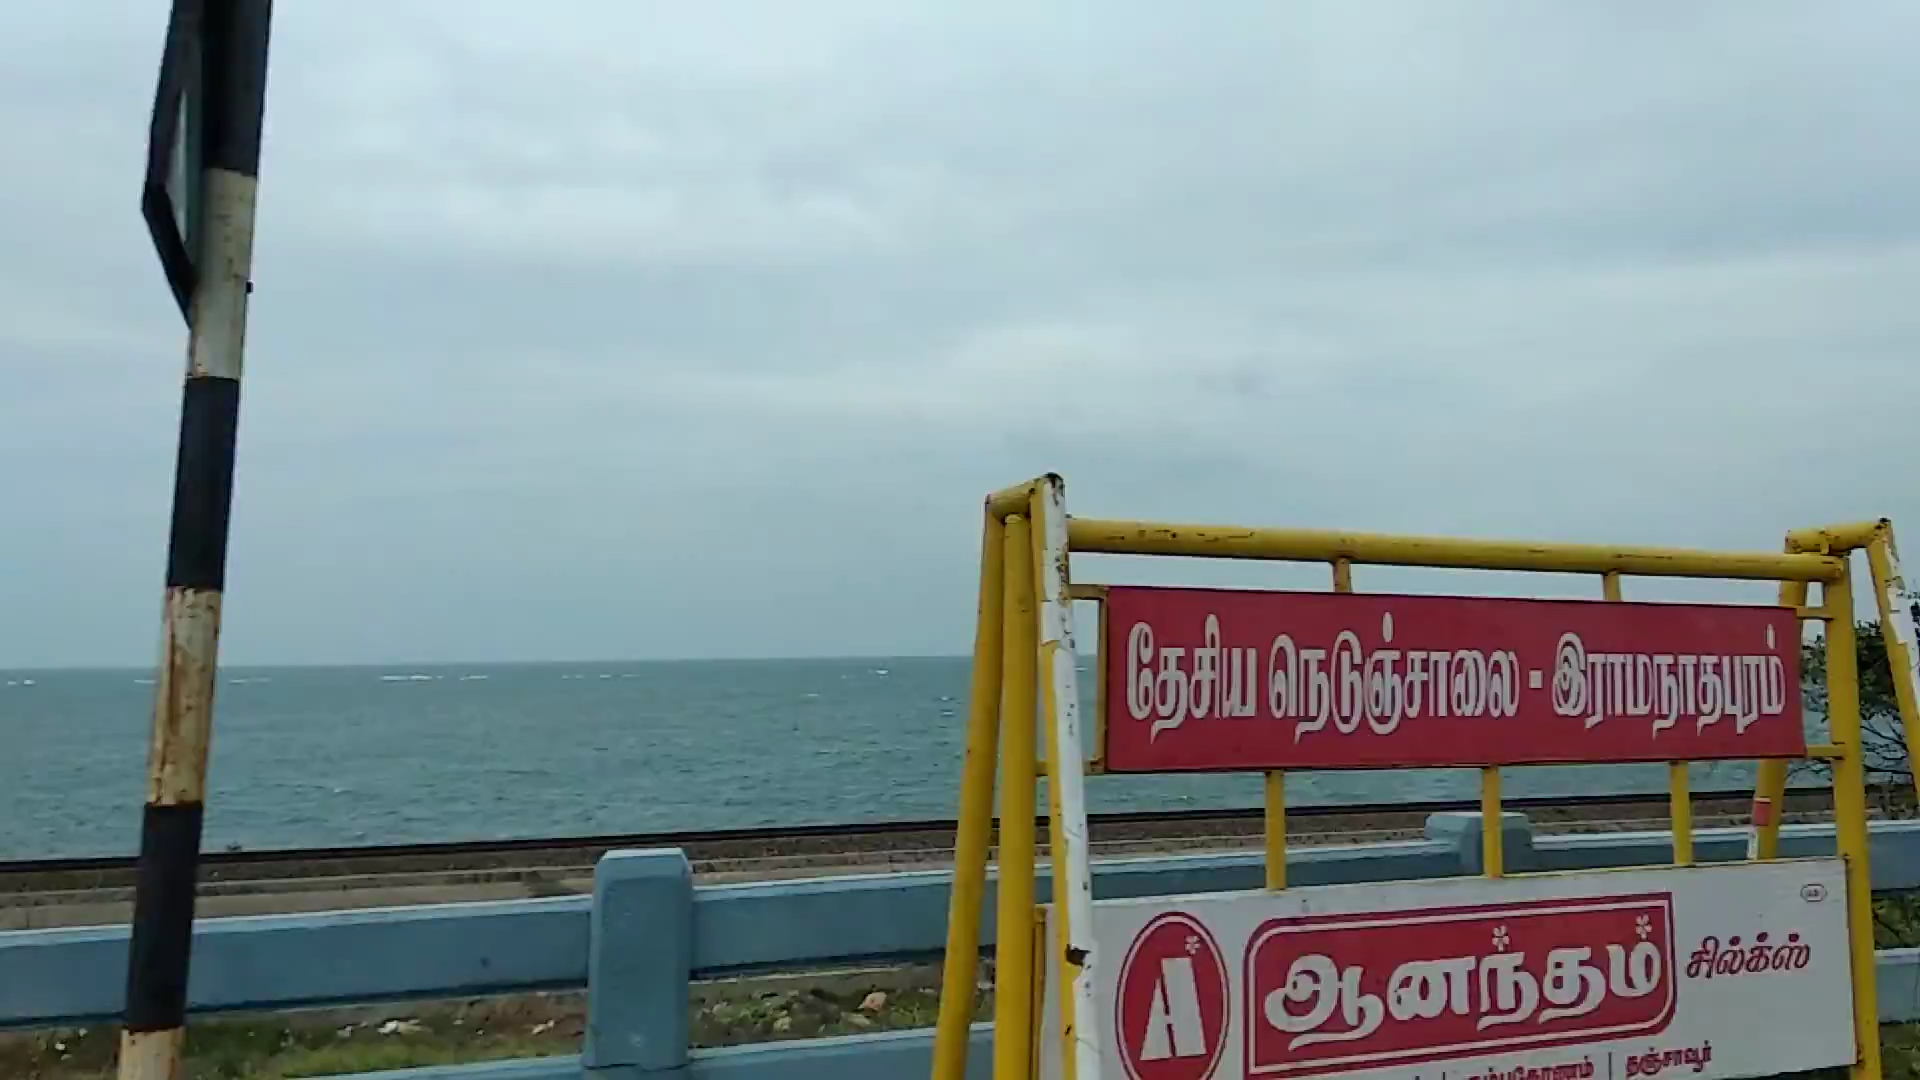 தேசிய நெடுஞ்சாலை - இராமநாதபுரம்
A
ஆனந்தம் சில்க்ஸ்
| தஞ்சாவூர்